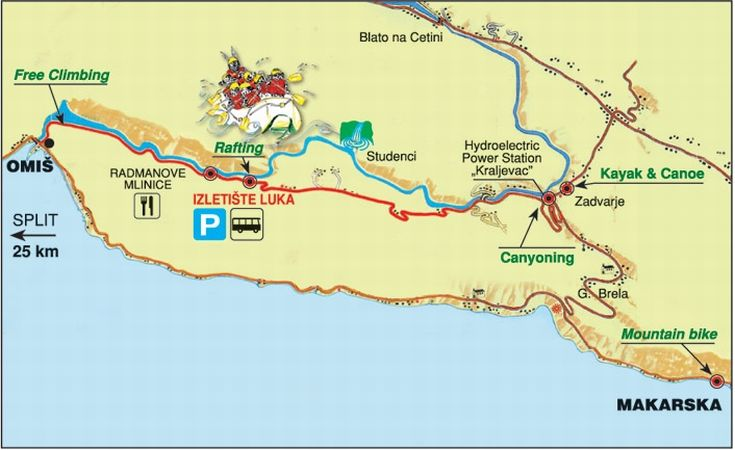 Blato na Cetini
Free Climbing
OMIŠ
RADMANOVE
MLINICE
Rafting
IZLETIŠTE LUKA
P
Studenci
Hydroelectric
Power Station
„Kraljevac”
Kayak & Canoe
Zadvarje
Canyoning
SPLIT
25 km
G. Brela
Mountain bike
MAKARSKA